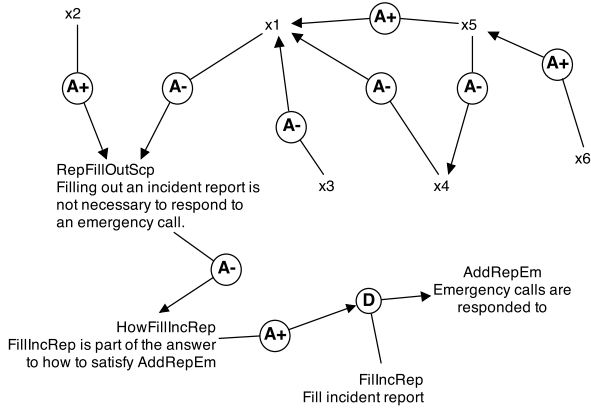 x2
x1
A+
x5
A+
A-
A-
A-
A+
A-
x6
RepFillOutScp
Filling out an incident report is
not necessary to respond to
an emergency call.
x3
x4
A-
AddRepEm
Emergency calls are
responded to
D
HowFillIncRep
FillIncRep is part of the answer
to how to satisfy AddRepEm
A+
FillIncRep
Fill incident report